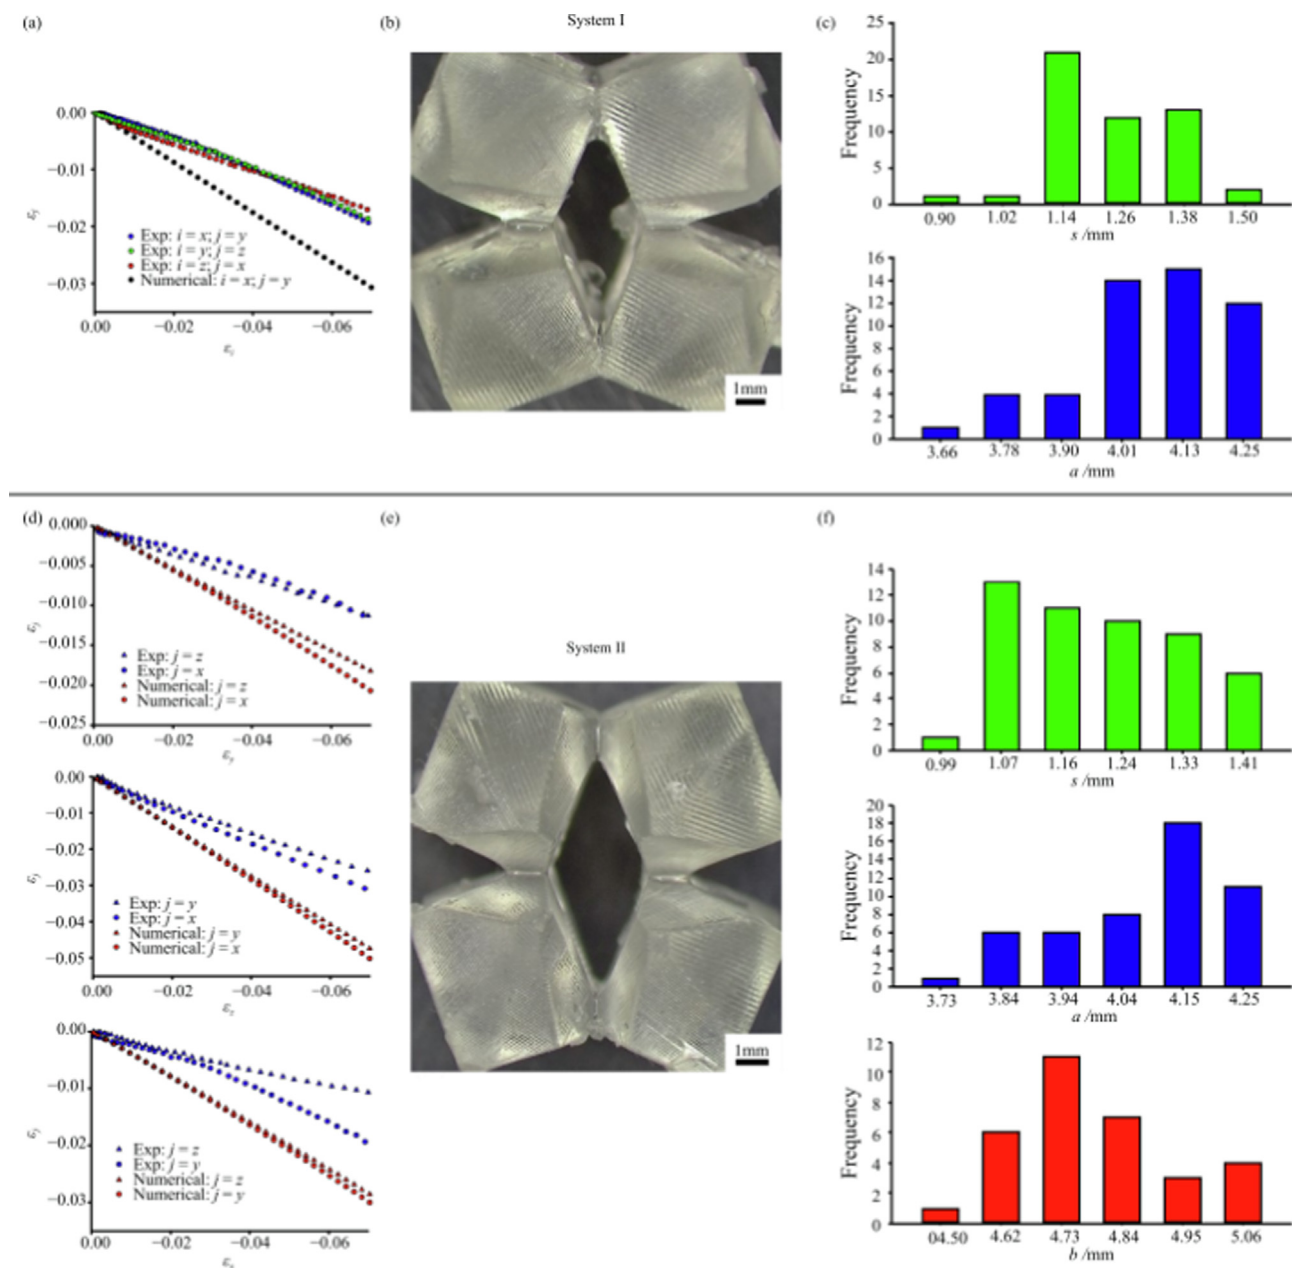 (a)
0.00
−0.01
−0.02
−0.03
εj
Exp: i = x; j = y
Exp: i = y; j = z
Exp: i = z; j = x
Numerical: i = x; j = y
0.00 −0.02 −0.04 −0.06
εi
(b)
System I
1mm
(c)
25
20
15
10
5
0
Frequency
0.90 1.02 1.14 1.26 1.38 1.50
s /mm
16
14
12
10
8
6
4
2
0
Frequency
3.66 3.78 3.90 4.01 4.13 4.25
a /mm
(d)
0.000
−0.005
−0.010
−0.015
−0.020
−0.025
εj
Exp: j = z
Exp: j = x
Numerical: j = z
Numerical: j = x
0.00 −0.02 −0.04 −0.06
εy
0.00
−0.01
−0.02
−0.03
−0.04
−0.05
εj
Exp: j = y
Exp: j = x
Numerical: j = y
Numerical: j = x
0.00 −0.02 −0.04 −0.06
εz
0.00
−0.01
−0.02
−0.03
εj
Exp: j = z
Exp: j = y
Numerical: j = z
Numerical: j = y
0.00 −0.02 −0.04 −0.06
εx
(e)
System II
1mm
(f)
14
12
10
8
6
4
2
0
Frequency
0.99 1.07 1.16 1.24 1.33 1.41
s /mm
20
18
16
14
12
10
8
6
4
2
0
Frequency
3.73 3.84 3.94 4.04 4.15 4.25
a /mm
12
10
8
6
4
2
0
Frequency
04.50 4.62 4.73 4.84 4.95 5.06
b /mm